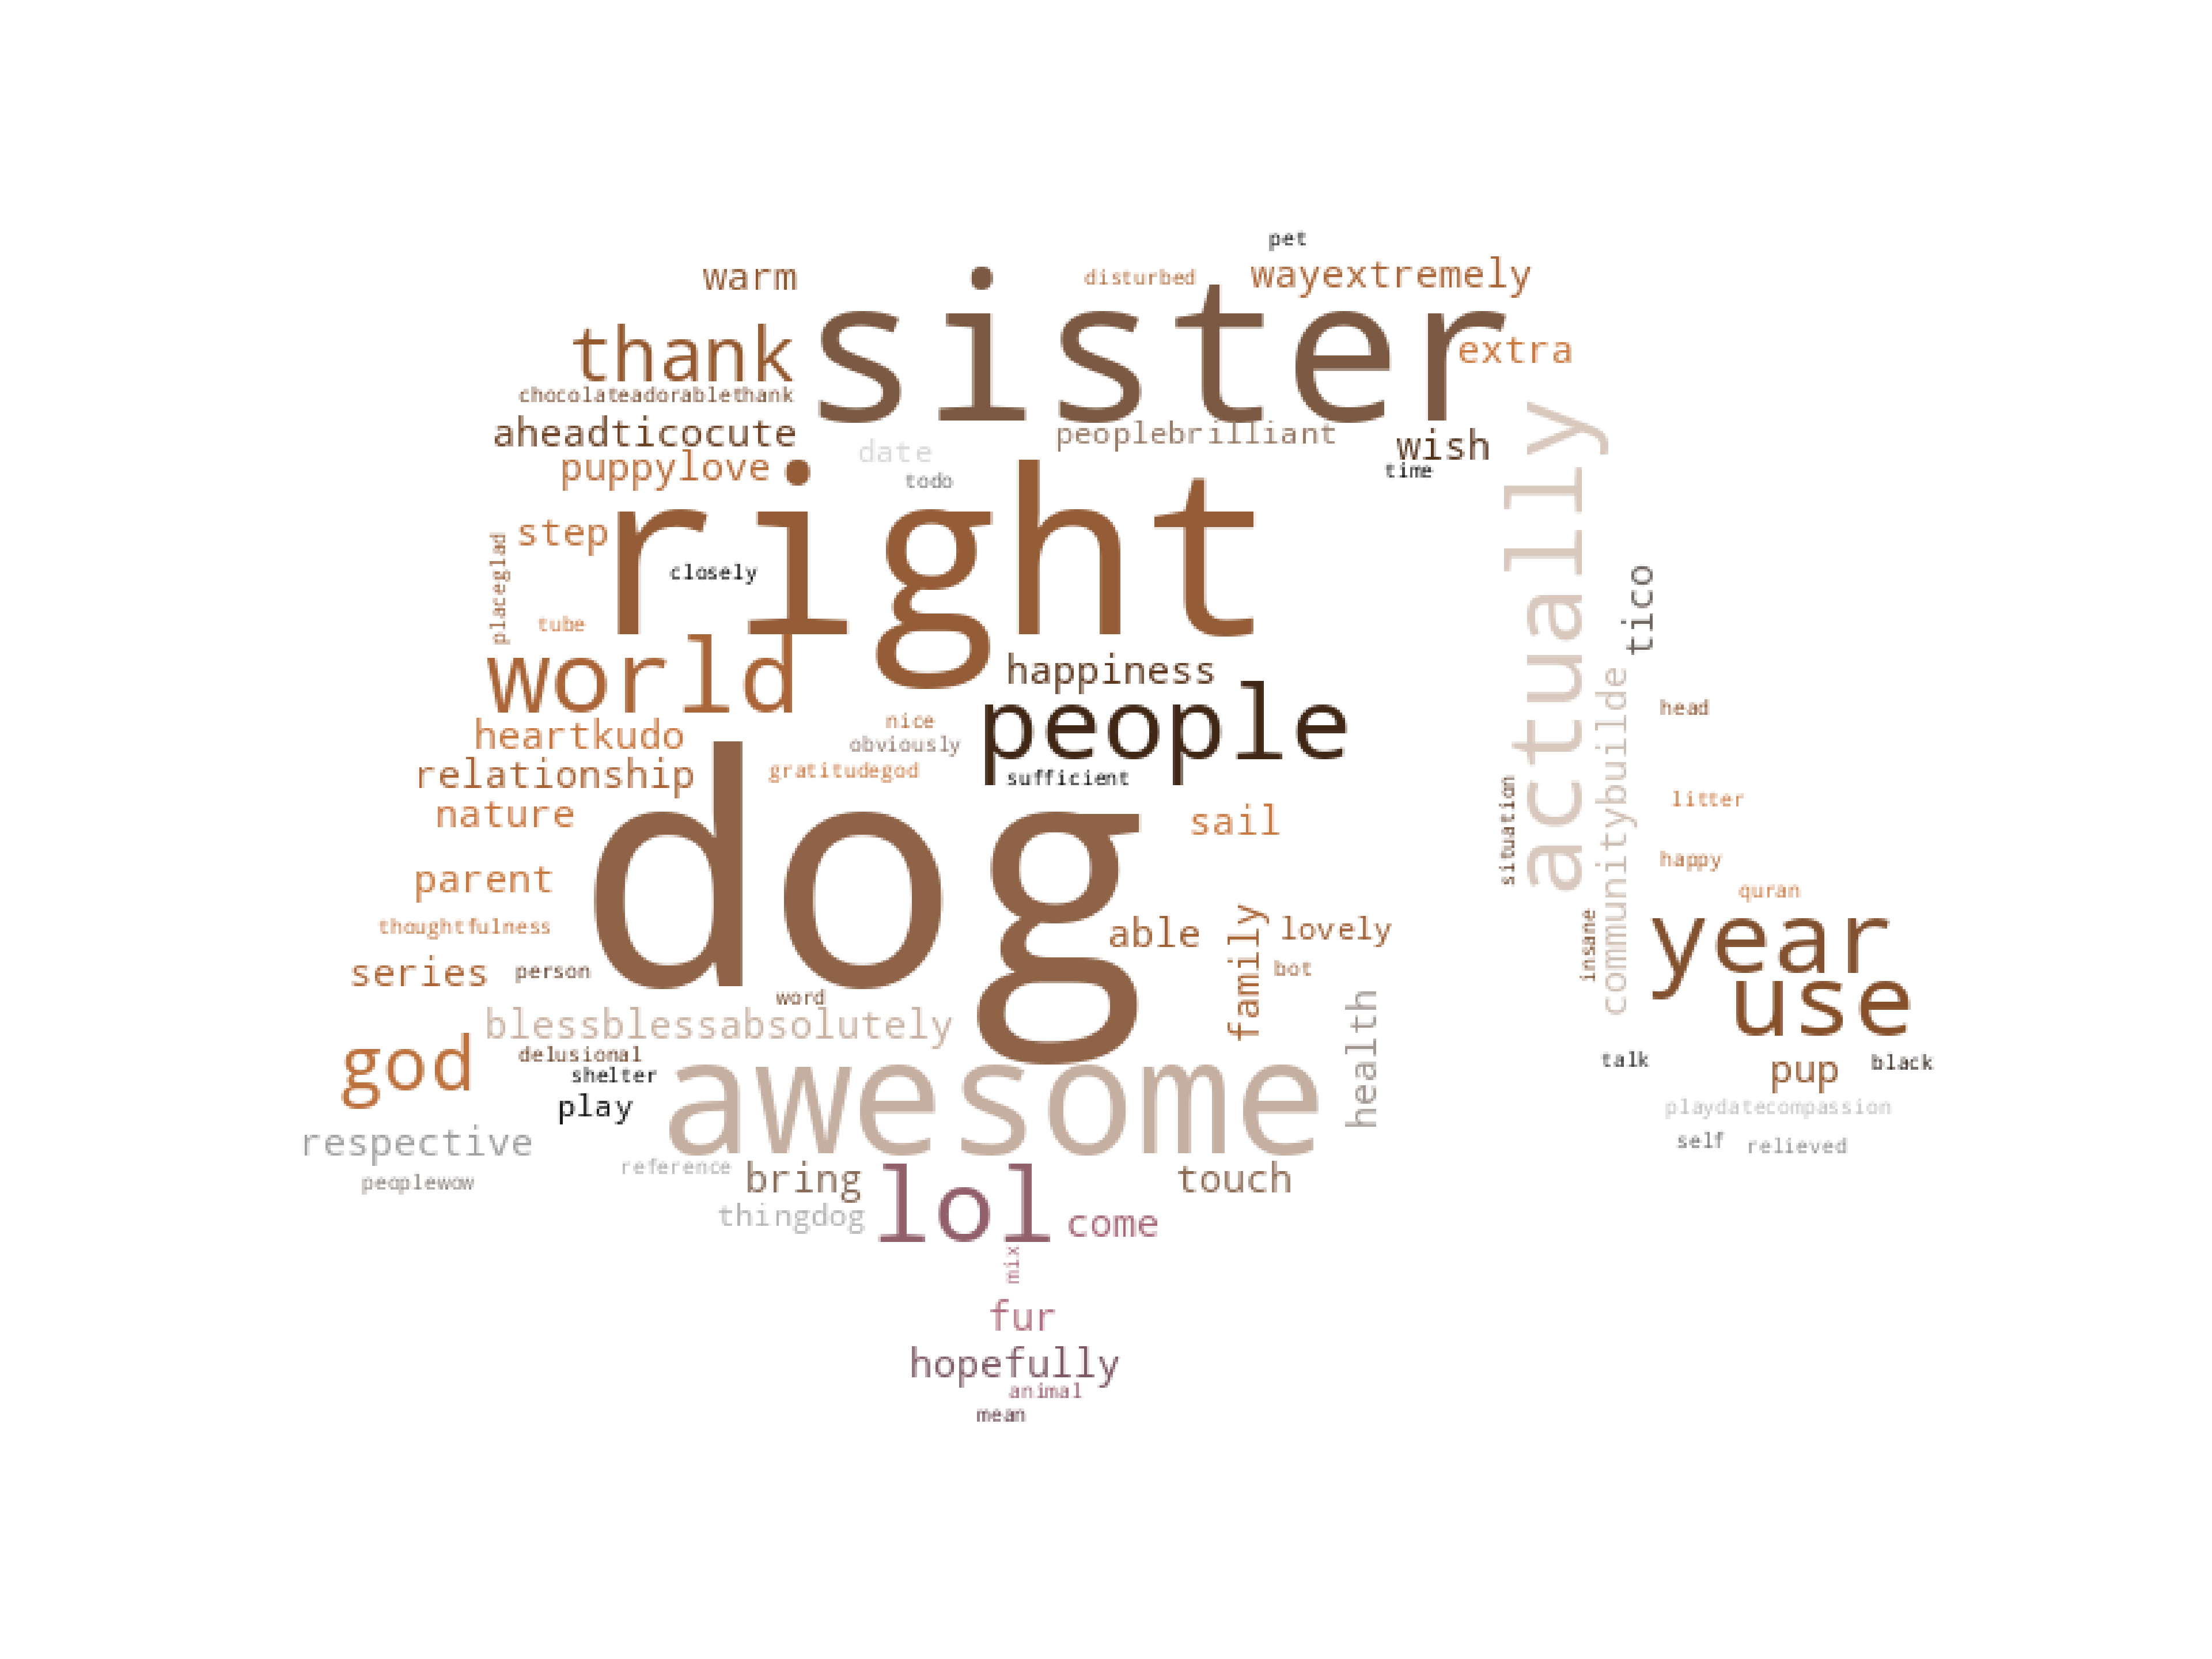 pet
warm
disturbed
wayextremely
sister
thank
extra
chocolateadorablethank
aheadticocute
peoplebrilliant
wish
date
puppylove
time
todo
actually
right
step
closely
placeglad
tube
tico
world
happiness
people
communitybuilde
head
nice
heartkudo
obviously
relationship
gratitudegod
sufficient
dog
nature
sail
situation
litter
parent
happy
quran
thoughtfulness
able
family
lovely
year
insane
series
person
bot
word
use
blessblessabsolutely
health
god
delusional
shelter
talk
pup
black
awesome
play
playdatecompassion
respective
self
relieved
reference
bring
touch
peoplewow
thingdog
lol
come
mix
fur
hopefully
animal
mean